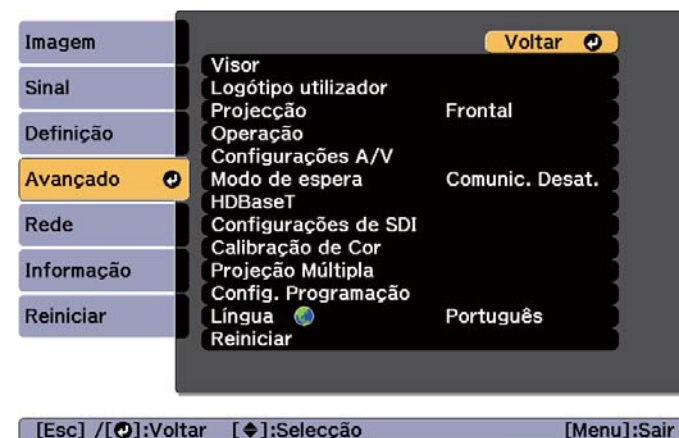 Imagem
Sinal
Definição
Avançado
Rede
Informação
Reiniciar
Voltar
Visor
Logótipo utilizador
Projecção Frontal
Operação
Configurações A/V
Modo de espera Comunic. Desat.
HDBaseT
Configurações de SDI
Calibração de Cor
Projeção Múltipla
Config. Programação
Língua Português
Reiniciar
[Esc] /[↵]:Voltar [◆]:Selecção [Menu]:Sair